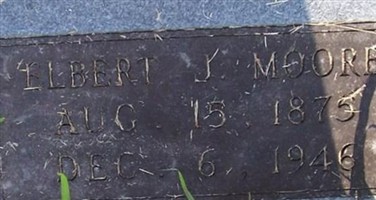 ELBERT J. MOORE
AUG. 15, 1875
DEC. 6, 1946